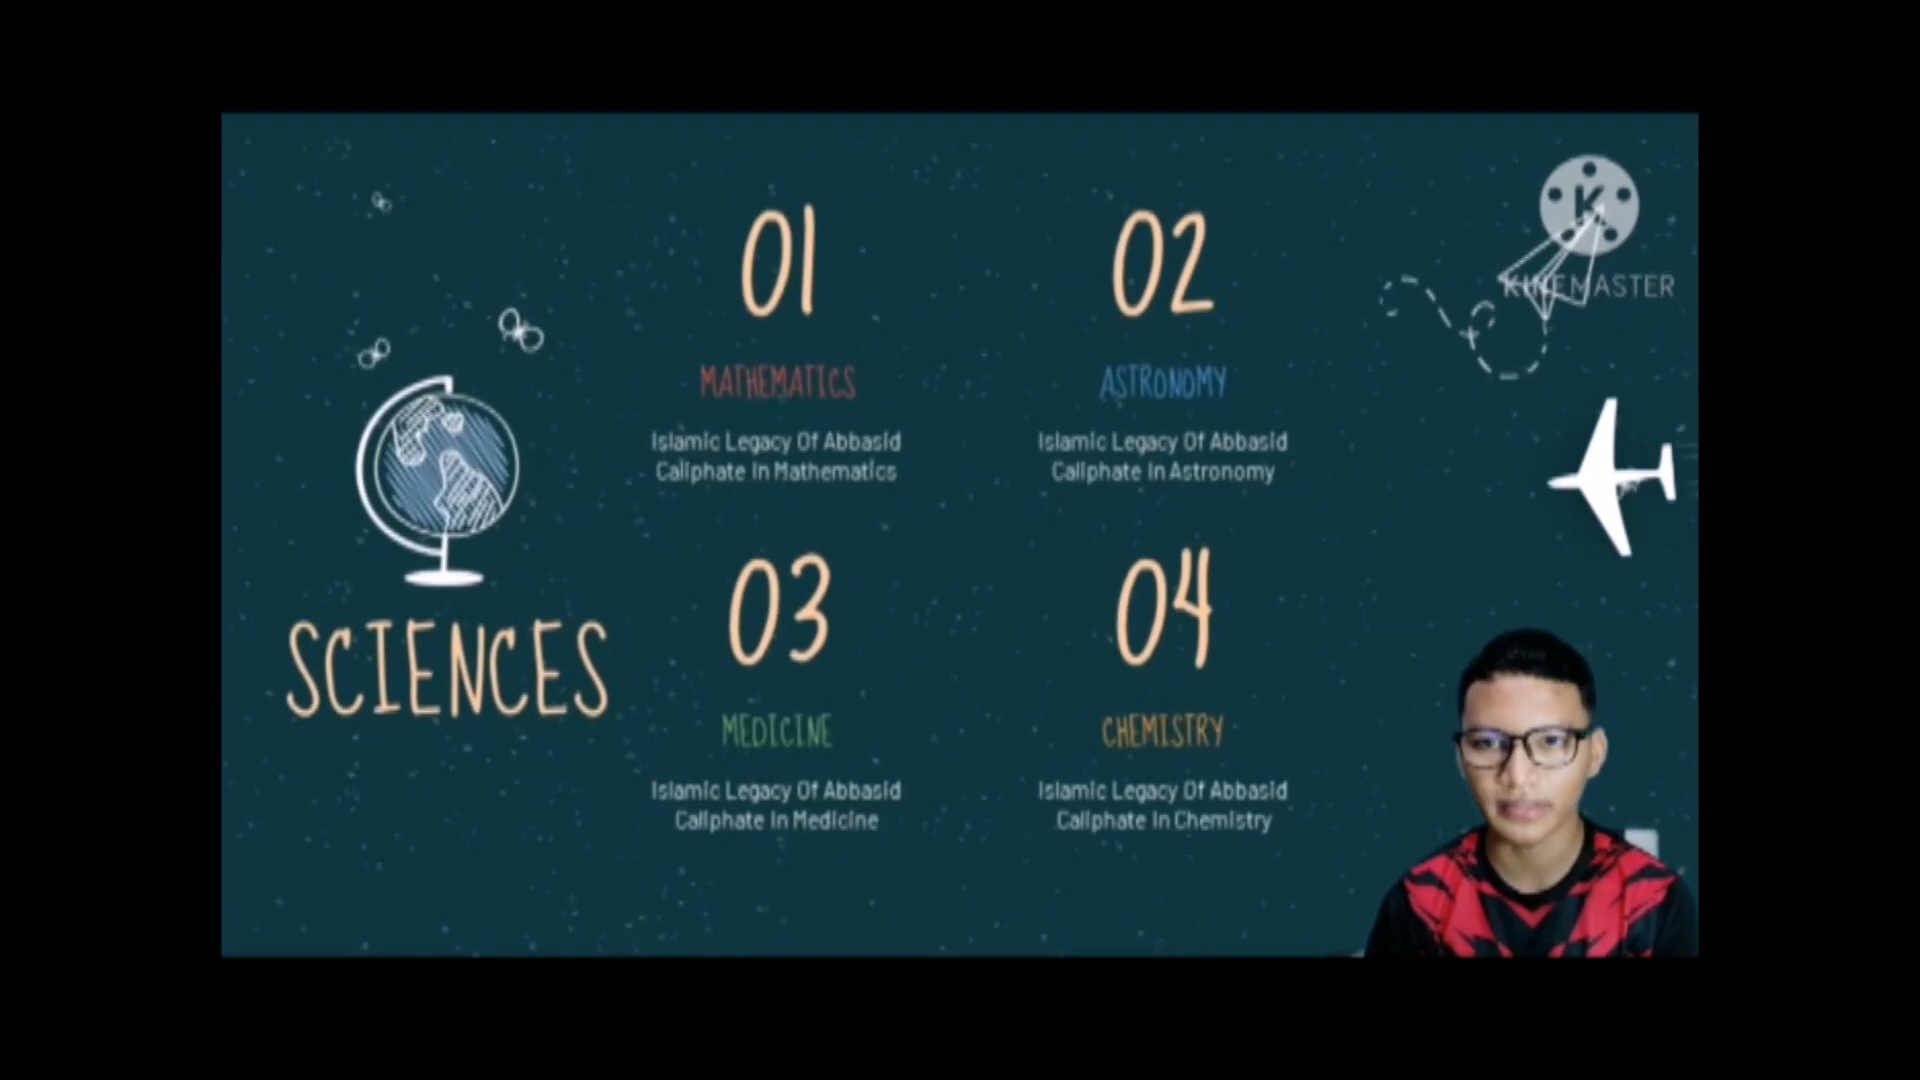 SCIENCES
01
MATHEMATICS
Islamic Legacy Of Abbasid
Caliphate In Mathematics
02
ASTRONOMY
Islamic Legacy Of Abbasid
Caliphate In Astronomy
03
MEDICINE
Islamic Legacy Of Abbasid
Caliphate In Medicine
04
CHEMISTRY
Islamic Legacy Of Abbasid
Caliphate In Chemistry
K
KINEMASTER